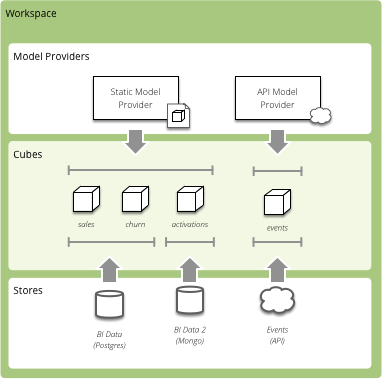 Workspace
Model Providers
Static Model
Provider
API Model
Provider
Cubes
sales
churn
activations
events
Stores
BI Data
(Postgres)
BI Data 2
(Mongo)
Events
(API)